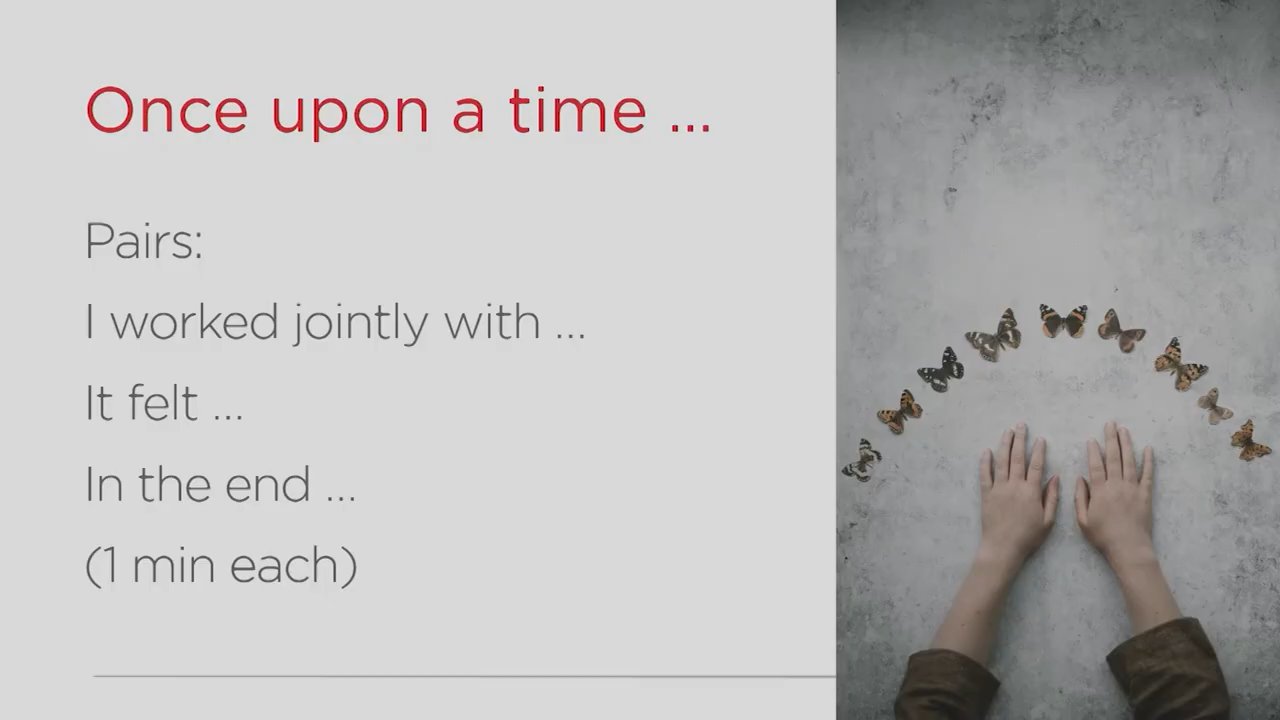 Once upon a time ...
Pairs:
I worked jointly with ...
It felt ...
In the end ...
(1 min each)